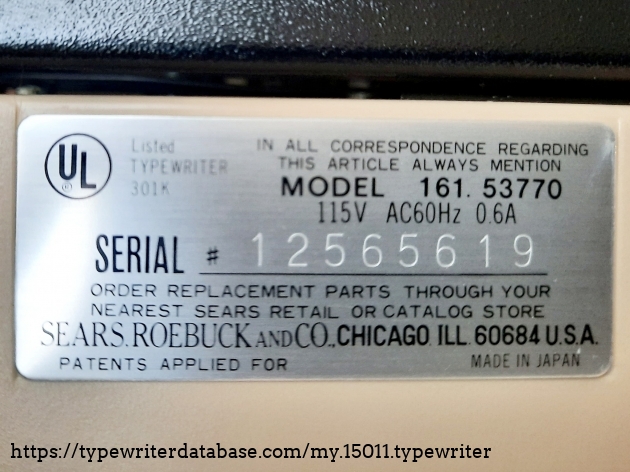 UL
®
Listed
TYPEWRITER
301K
IN ALL CORRESPONDENCE REGARDING
THIS ARTICLE ALWAYS MENTION
MODEL 161.53770
115V AC60Hz 0.6A
SERIAL # 12565619
ORDER REPLACEMENT PARTS THROUGH YOUR
NEAREST SEARS RETAIL OR CATALOG STORE
SEARS, ROEBUCK AND CO., CHICAGO, ILL. 60684 U.S.A.
PATENTS APPLIED FOR MADE IN JAPAN
https://typewriterdatabase.com/my.15011.typewriter